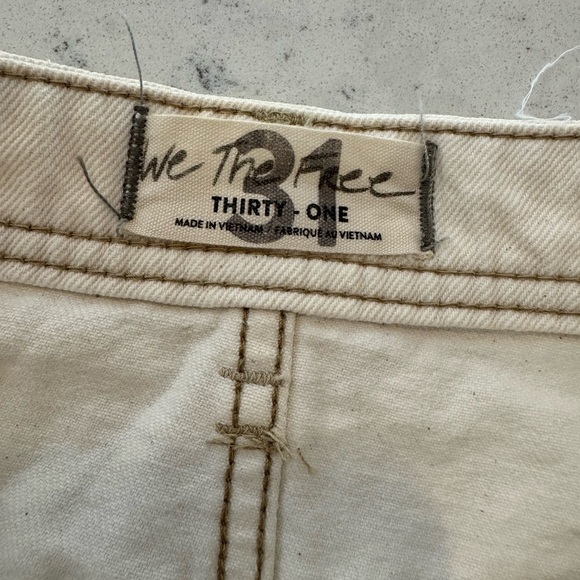 We The Free
31
THIRTY - ONE
MADE IN VIETNAM / FABRIQUE AU VIETNAM